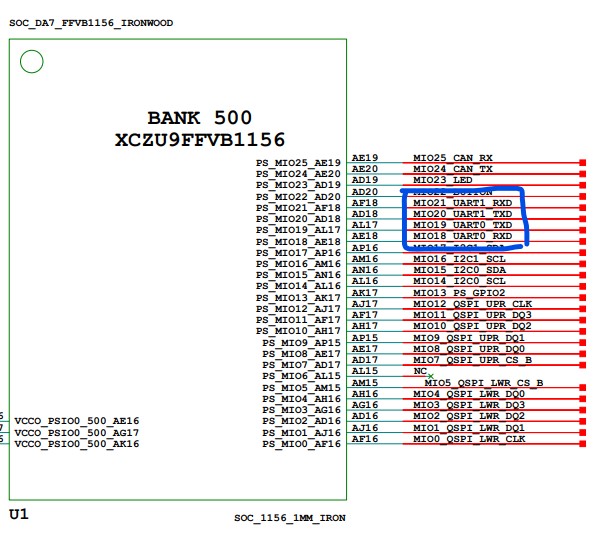 SOC_DA7_FFVB1156_IRONWOOD
BANK 500
XCZU9FFVB1156
PS_MIO25_AE19 AE19 MIO25_CAN_RX
PS_MIO24_AE20 AE20 MIO24_CAN_TX
PS_MIO23_AD19 AD19 MIO23_LED
PS_MIO22_AD20 AD20 MIO22_BUTTON
PS_MIO21_AF18 AF18 MIO21_UART1_RXD
PS_MIO20_AD18 AD18 MIO20_UART1_TXD
PS_MIO19_AL17 AL17 MIO19_UART0_TXD
PS_MIO18_AE18 AE18 MIO18_UART0_RXD
PS_MIO17_AP16 AP16 MIO17_I2C1_SDA
PS_MIO16_AM16 AM16 MIO16_I2C1_SCL
PS_MIO15_AN16 AN16 MIO15_I2C0_SDA
PS_MIO14_AL16 AL16 MIO14_I2C0_SCL
PS_MIO13_AK17 AK17 MIO13_PS_GPIO2
PS_MIO12_AJ17 AJ17 MIO12_QSPI_UPR_CLK
PS_MIO11_AF17 AF17 MIO11_QSPI_UPR_DQ3
PS_MIO10_AH17 AH17 MIO10_QSPI_UPR_DQ2
PS_MIO9_AP15 AP15 MIO9_QSPI_UPR_DQ1
PS_MIO8_AE17 AE17 MIO8_QSPI_UPR_DQ0
PS_MIO7_AD17 AD17 MIO7_QSPI_UPR_CS_B
PS_MIO6_AL15 AL15 NC
PS_MIO5_AM15 AM15 MIO5_QSPI_LWR_CS_B
PS_MIO4_AH16 AH16 MIO4_QSPI_LWR_DQ0
PS_MIO3_AG16 AG16 MIO3_QSPI_LWR_DQ3
VCCO_PSIO0_500_AE16 PS_MIO2_AD16 AD16 MIO2_QSPI_LWR_DQ2
VCCO_PSIO0_500_AG17 PS_MIO1_AJ16 AJ16 MIO1_QSPI_LWR_DQ1
VCCO_PSIO0_500_AK16 PS_MIO0_AF16 AF16 MIO0_QSPI_LWR_CLK
U1
SOC_1156_1MM_IRON